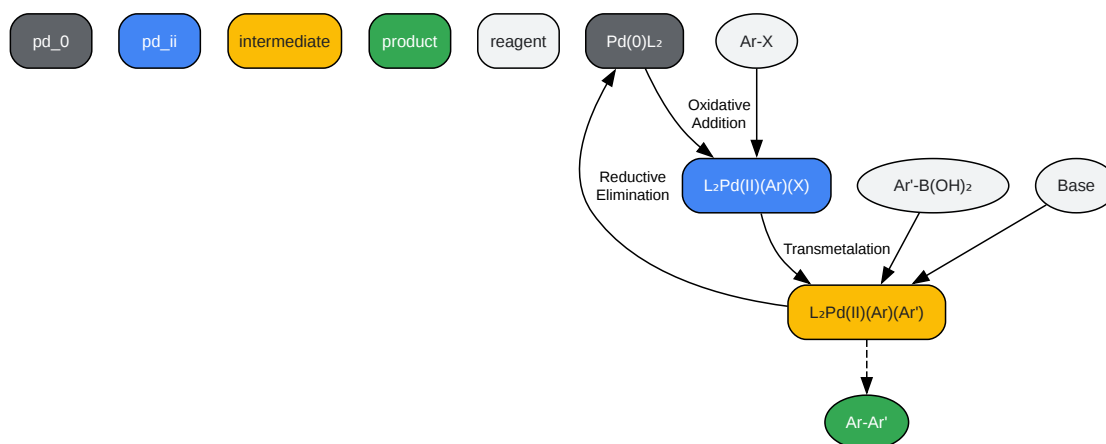 pd_0
pd_ii
intermediate
product
reagent
Pd(0)L₂
Ar-X
Oxidative
Addition
Reductive
Elimination
L₂Pd(II)(Ar)(X)
Ar'-B(OH)₂
Base
Transmetalation
L₂Pd(II)(Ar)(Ar')
Ar-Ar'